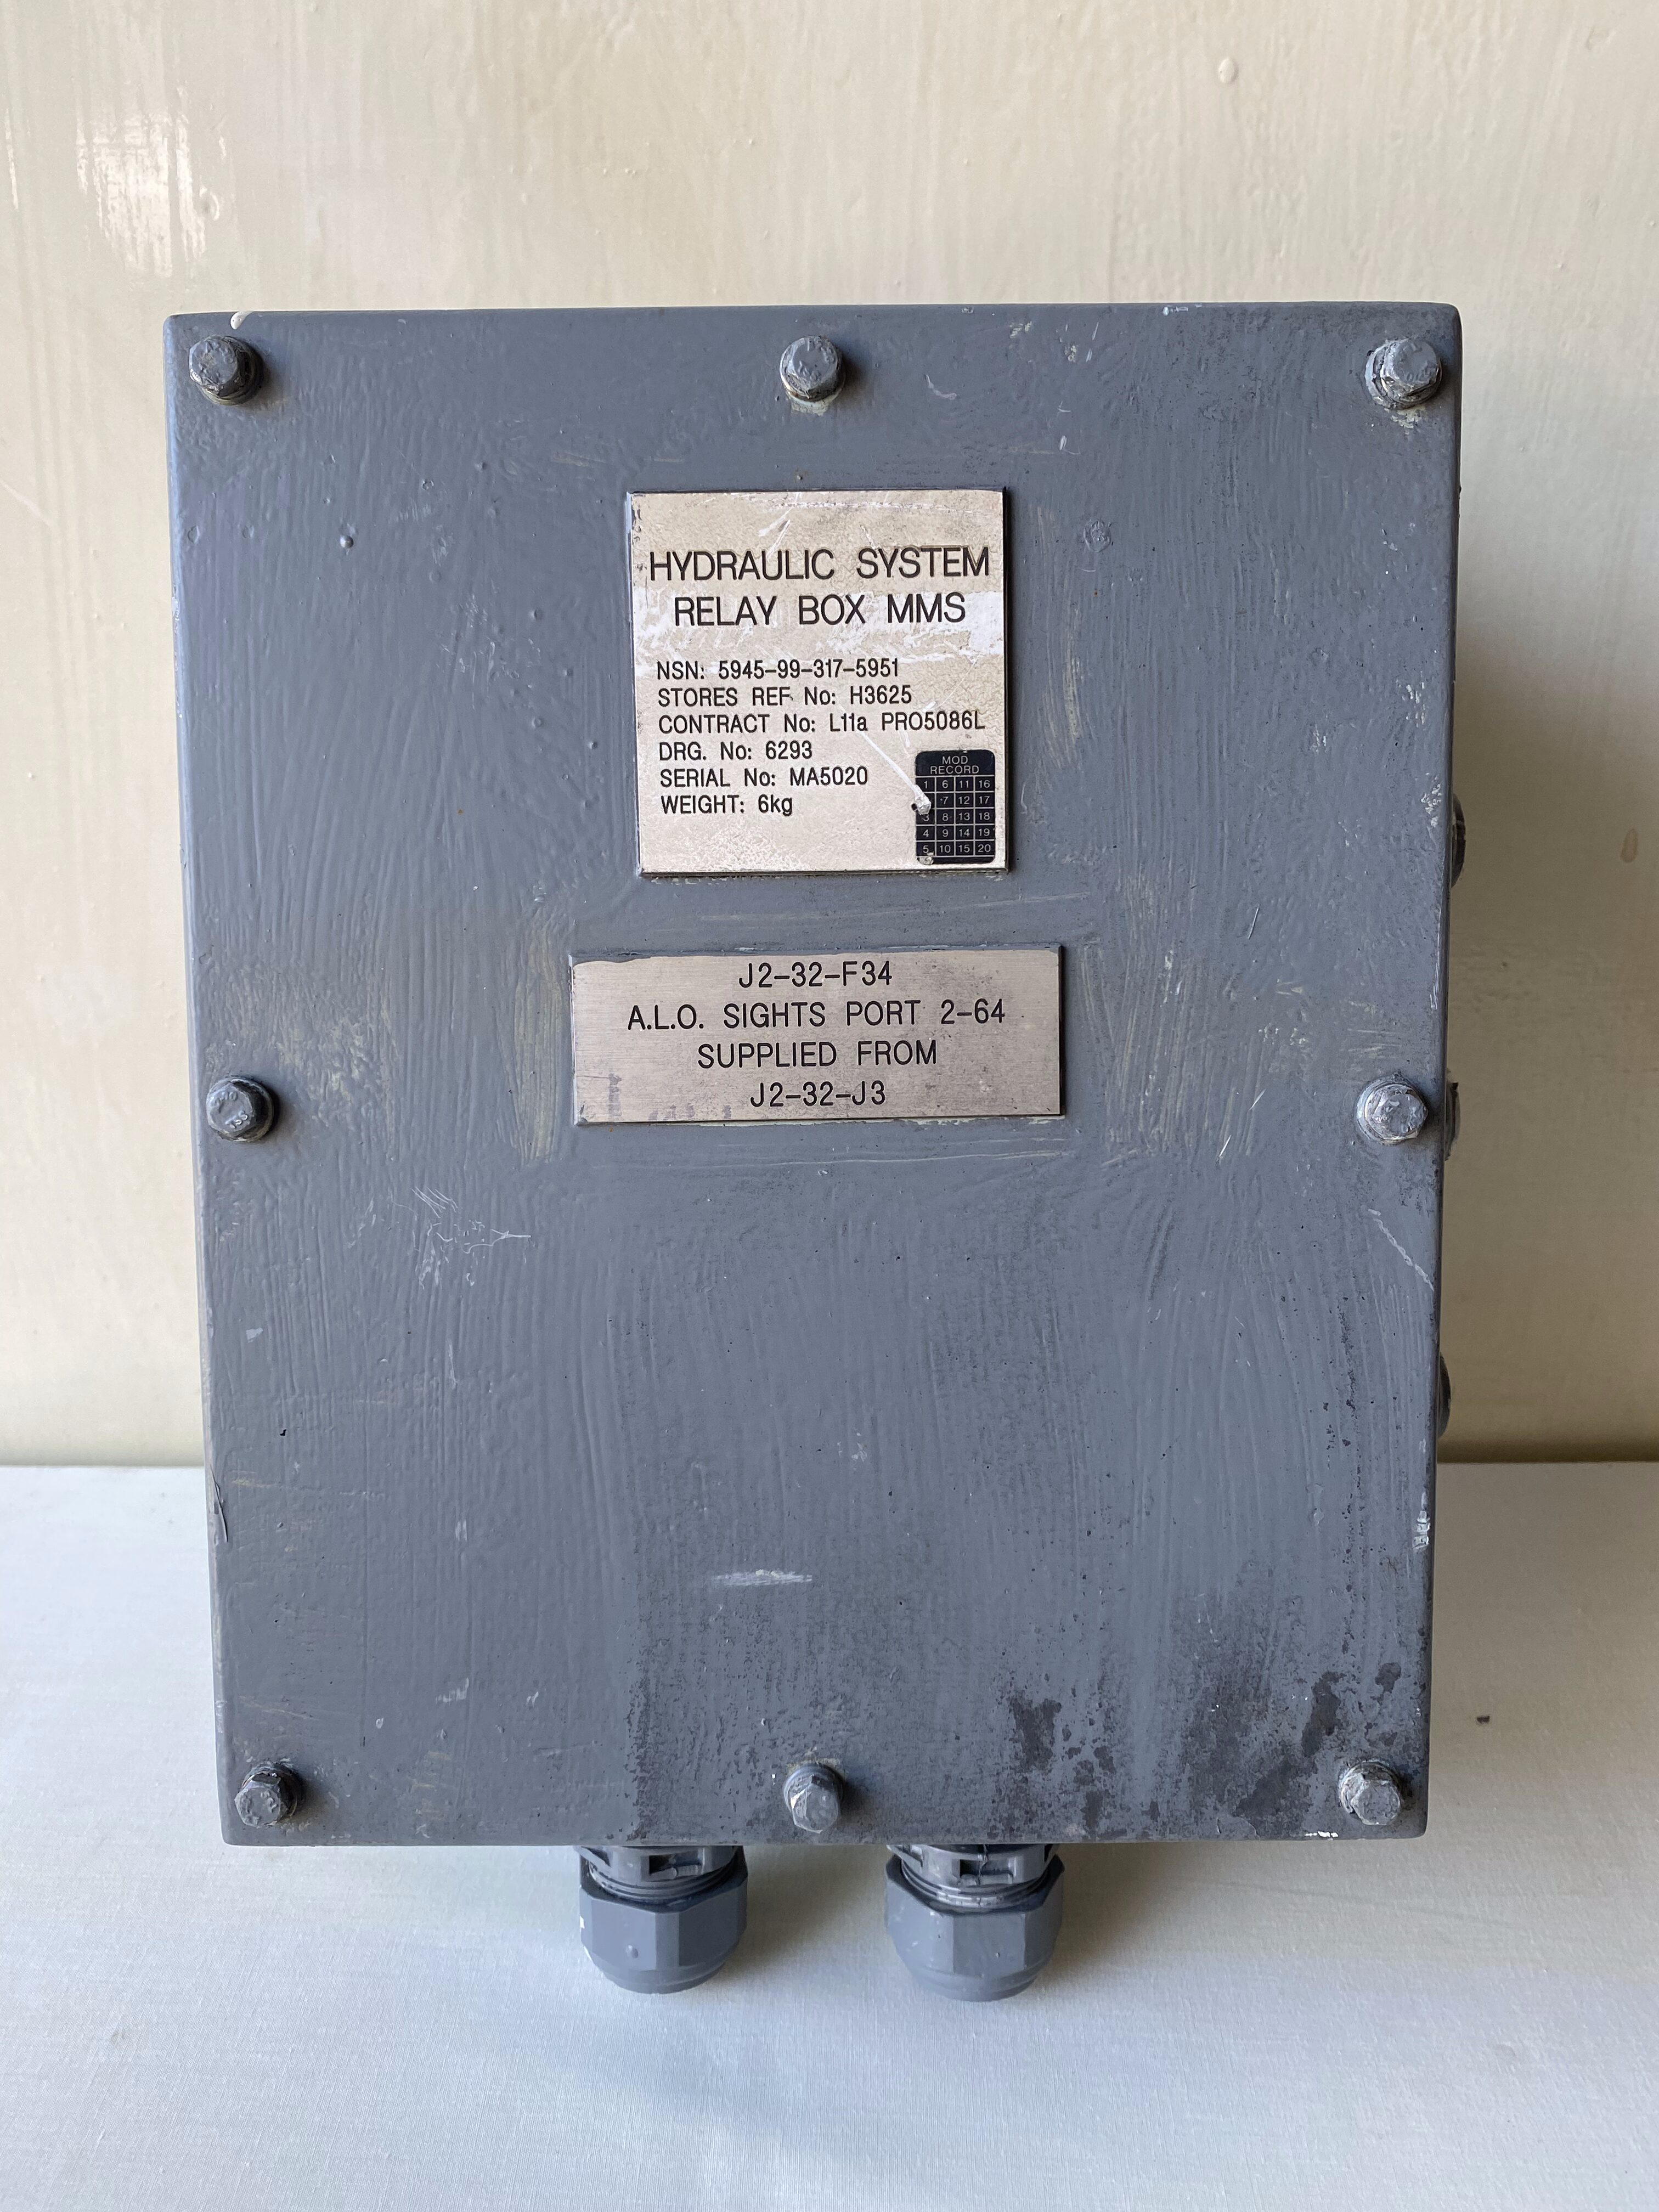 HYDRAULIC SYSTEM
RELAY BOX MMS
NSN: 5945-99-317-5951
STORES REF No: H3625
CONTRACT No: L11a PRO5086L
DRG. No: 6293
SERIAL No: MA5020
WEIGHT: 6kg
MOD
RECORD
1 6 11 16
7 12 17
3 8 13 18
4 9 14 19
5 10 15 20
J2-32-F34
A.L.O. SIGHTS PORT 2-64
SUPPLIED FROM
J2-32-J3